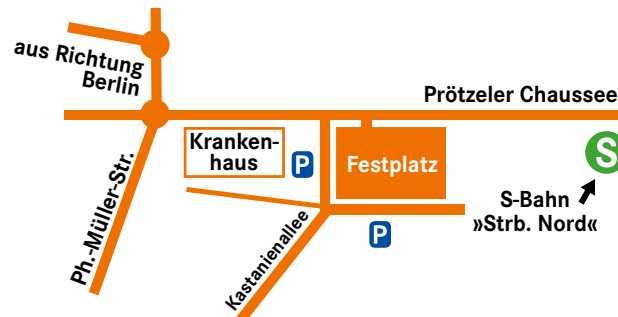 aus Richtung
Berlin
Prötzeler Chaussee
Kranken-
haus
P
Festplatz
S
S-Bahn
»Strb. Nord«
Ph.-Müller-Str.
Kastanienallee
P